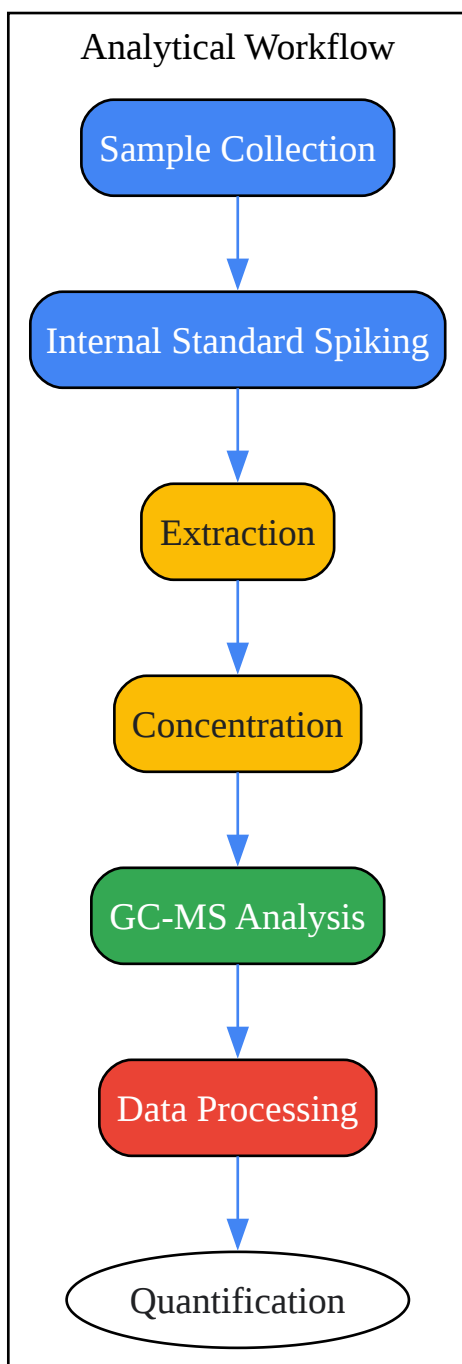 Analytical Workflow
Sample Collection
Internal Standard Spiking
Extraction
Concentration
GC-MS Analysis
Data Processing
Quantification